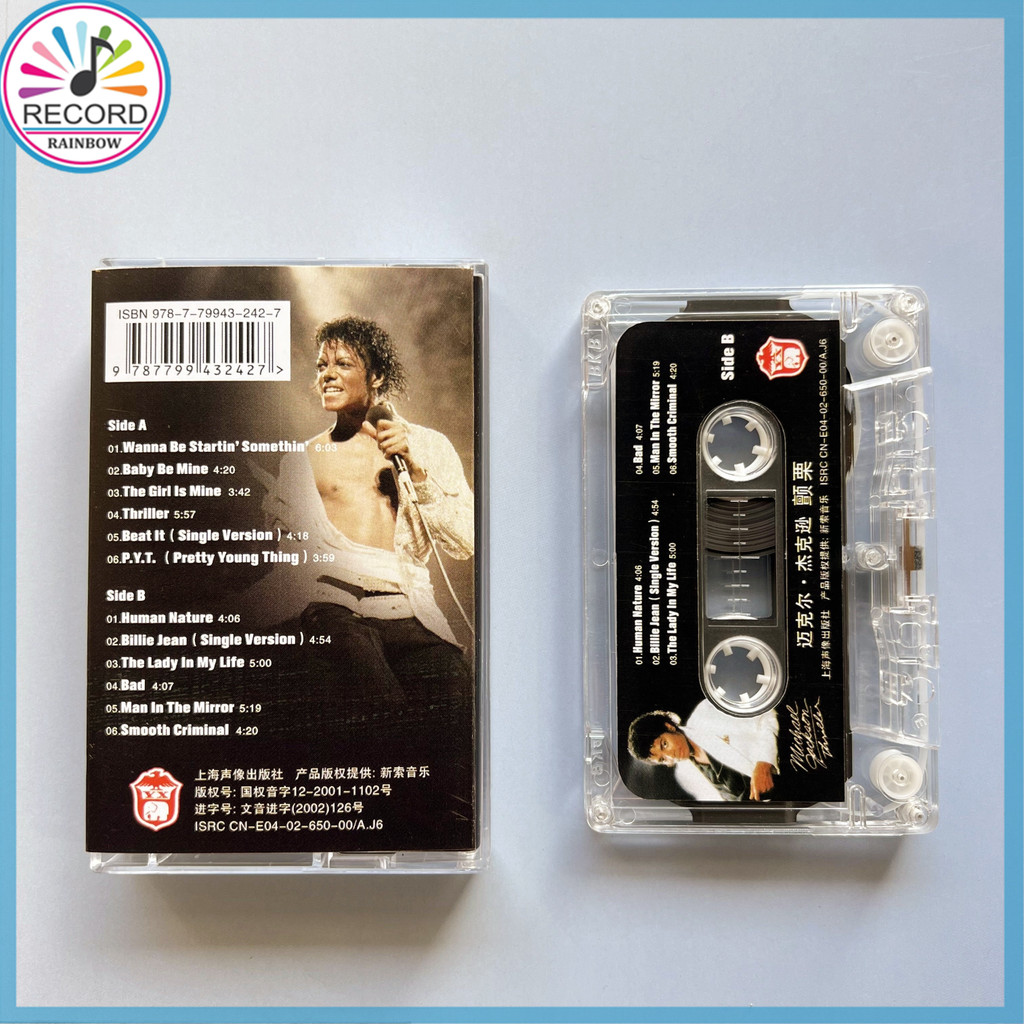 RECORD
RAINBOW
ISBN 978-7-79943-242-7
9 787799 432427 >
Side A
01.Wanna Be Startin' Somethin' 6:03
02.Baby Be Mine 4:20
03.The Girl Is Mine 3:42
04.Thriller 5:57
05.Beat It ( Single Version ) 4:18
06.P.Y.T. ( Pretty Young Thing ) 3:59
Side B
01.Human Nature 4:06
02.Billie Jean ( Single Version ) 4:54
03.The Lady In My Life 5:00
04.Bad 4:07
05.Man In The Mirror 5:19
06.Smooth Criminal 4:20
上海声像出版社 产品版权提供: 新索音乐
版权号: 国权音字12-2001-1102号
进字号: 文音进字(2002)126号
ISRC CN-E04-02-650-00/A.J6
Side B
01.Human Nature 4:06
02.Billie Jean ( Single Version ) 4:54
03.The Lady In My Life 5:00
04.Bad 4:07
05.Man In The Mirror 5:19
06.Smooth Criminal 4:20
迈克尔·杰克逊 颤栗
上海声像出版社 产品版权提供: 新索音乐 ISRC CN-E04-02-650-00/A.J6
Michael
Jackson
Thriller